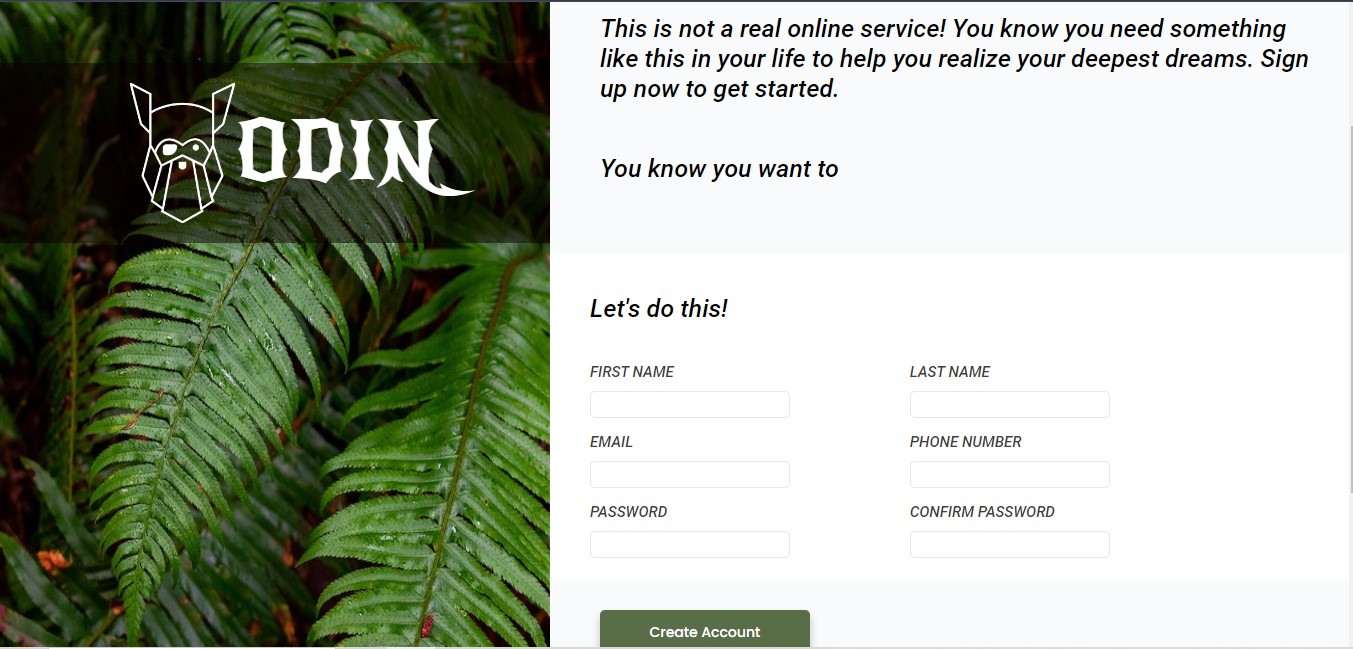 ODIN
This is not a real online service! You know you need something
like this in your life to help you realize your deepest dreams. Sign
up now to get started.
You know you want to
Let's do this!
FIRST NAME
LAST NAME
EMAIL
PHONE NUMBER
PASSWORD
CONFIRM PASSWORD
Create Account